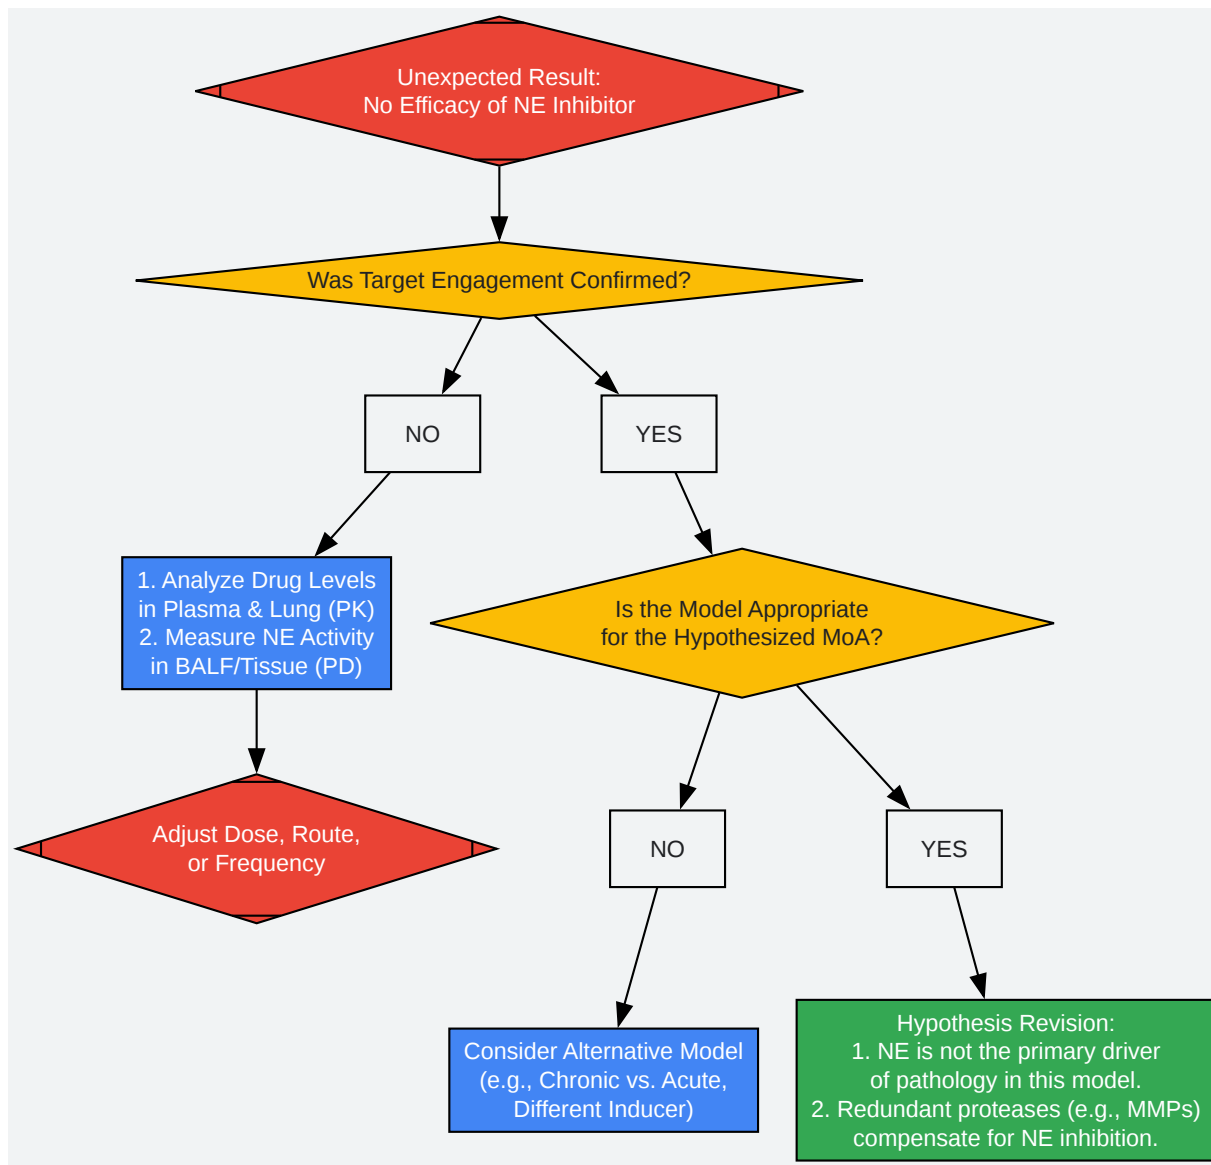 Unexpected Result:
No Efficacy of NE Inhibitor
Was Target Engagement Confirmed?
NO
YES
1. Analyze Drug Levels
in Plasma & Lung (PK)
2. Measure NE Activity
in BALF/Tissue (PD)
Is the Model Appropriate
for the Hypothesized MoA?
Adjust Dose, Route,
or Frequency
NO
YES
Consider Alternative Model
(e.g., Chronic vs. Acute,
Different Inducer)
Hypothesis Revision:
1. NE is not the primary driver
of pathology in this model.
2. Redundant proteases (e.g., MMPs)
compensate for NE inhibition.